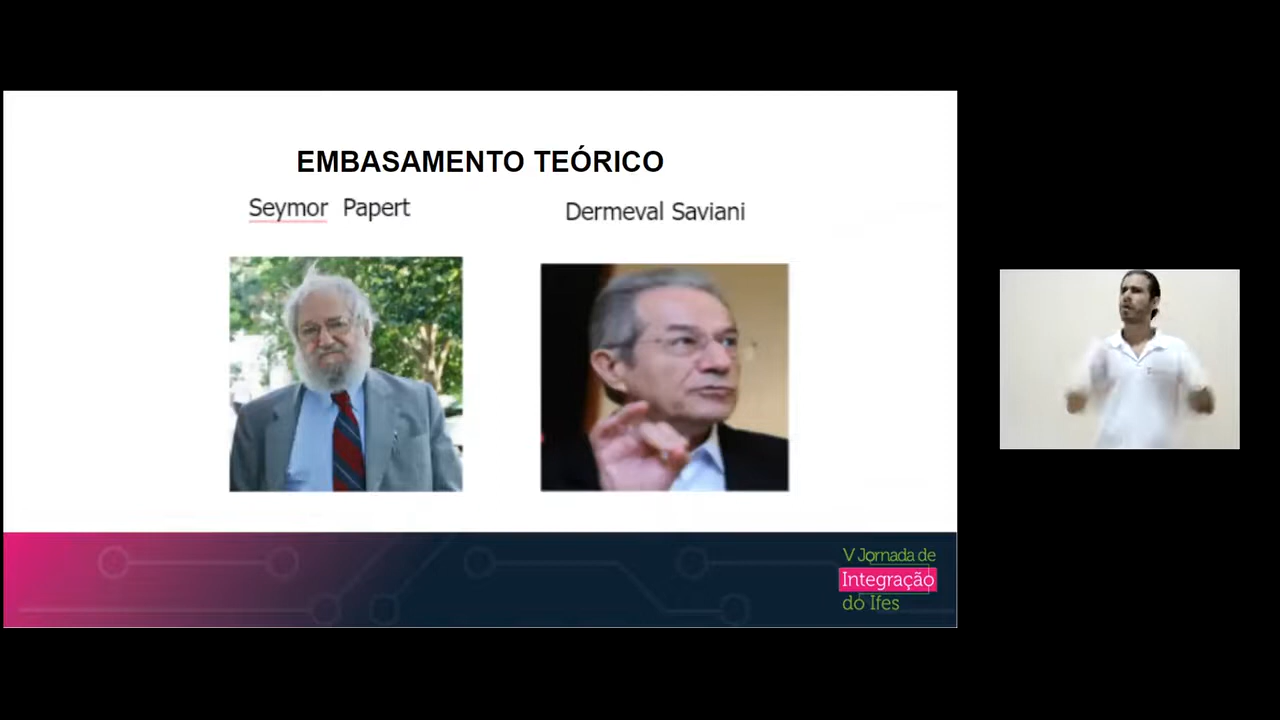 EMBASAMENTO TEÓRICO
Seymor Papert
Dermeval Saviani
V Jornada de
Integração
do Ifes